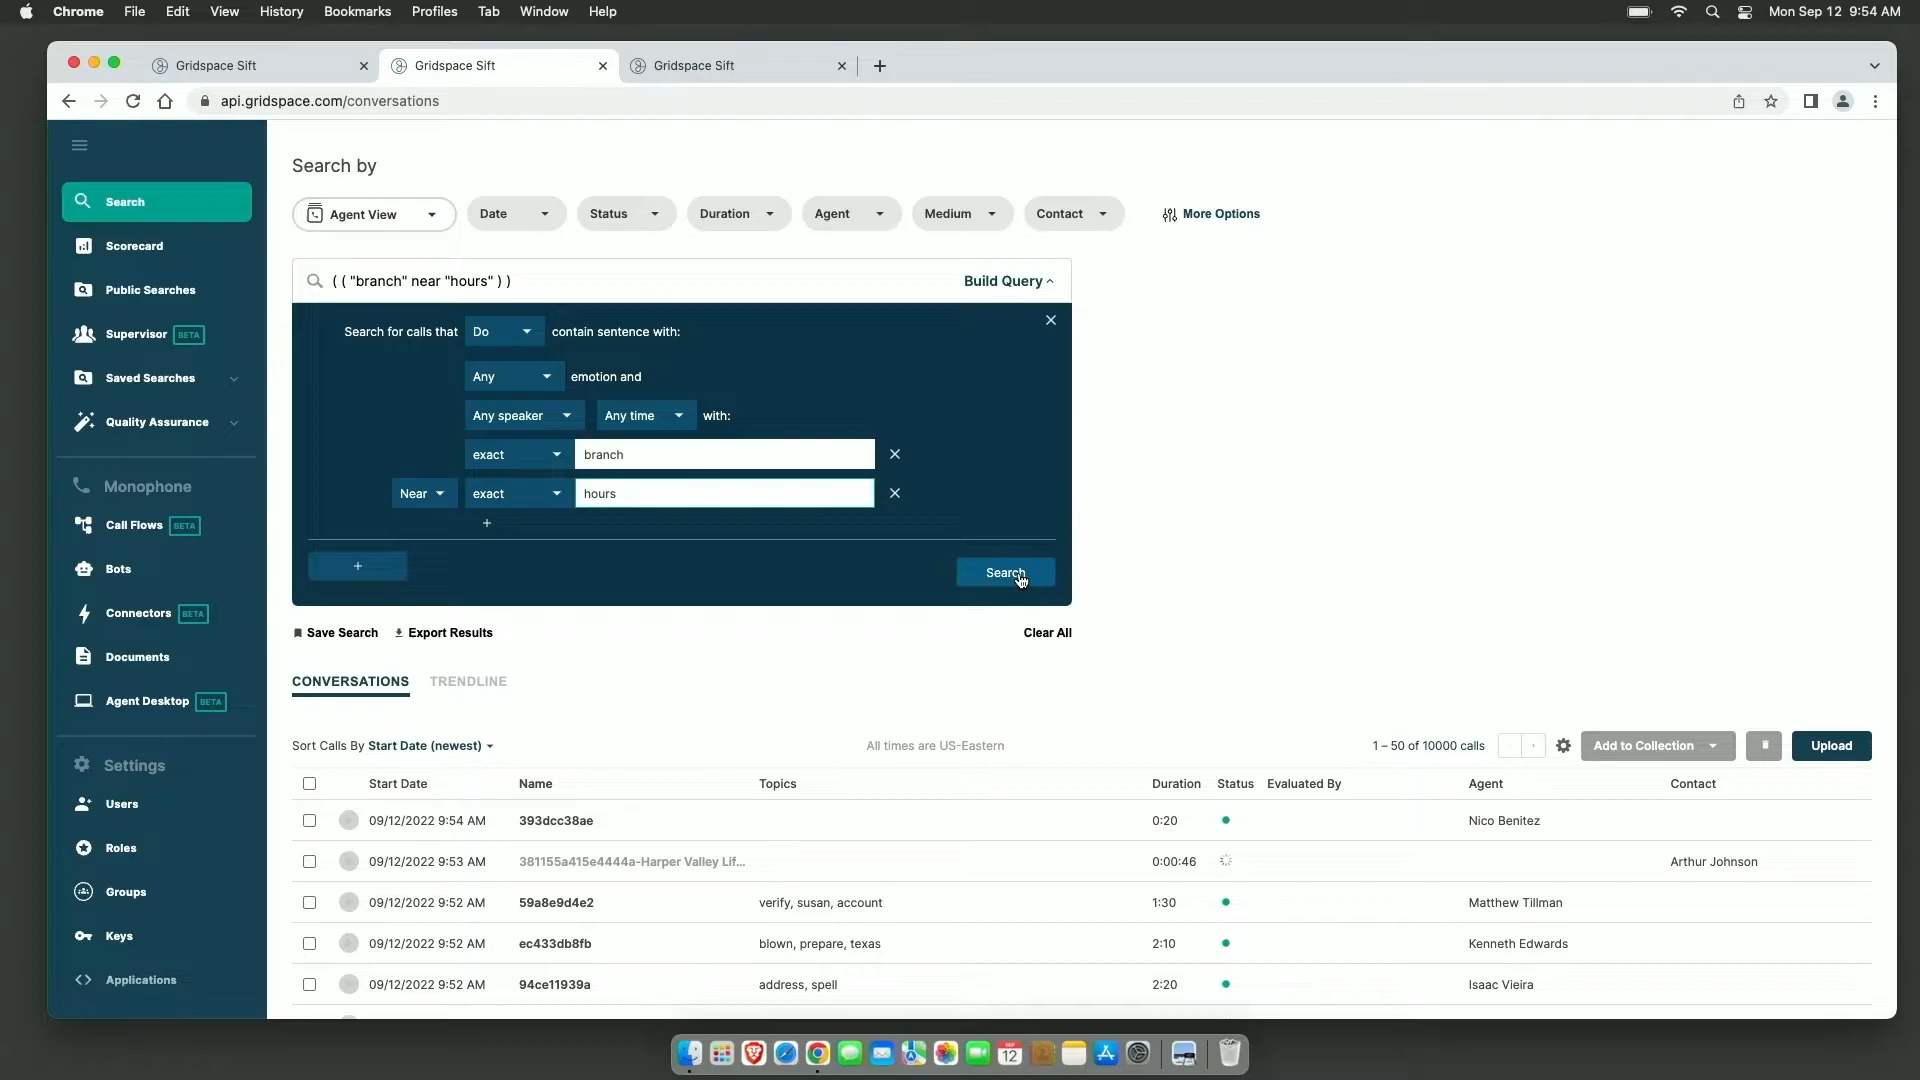 Chrome File Edit View History Bookmarks Profiles Tab Window Help Mon Sep 12 9:54 AM
Gridspace Sift Gridspace Sift Gridspace Sift
api.gridspace.com/conversations
Search by
Search
Agent View Date Status Duration Agent Medium Contact More Options
Scorecard
( ( "branch" near "hours" ) ) Build Query
Public Searches
Search for calls that Do contain sentence with:
Supervisor BETA
Any emotion and
Saved Searches
Any speaker Any time with:
Quality Assurance
exact branch
Near exact hours
Monophone
Call Flows BETA
Search
Bots
Connectors BETA
Save Search Export Results Clear All
Documents
CONVERSATIONS TRENDLINE
Agent Desktop BETA
Sort Calls By Start Date (newest) All times are US-Eastern 1 – 50 of 10000 calls Add to Collection Upload
Settings
Start Date Name Topics Duration Status Evaluated By Agent Contact
Users
09/12/2022 9:54 AM 393dcc38ae 0:20 Nico Benitez
Roles
09/12/2022 9:53 AM 381155a415e4444a-Harper Valley Lif... 0:00:46 Arthur Johnson
Groups
09/12/2022 9:52 AM 59a8e9d4e2 verify, susan, account 1:30 Matthew Tillman
Keys
09/12/2022 9:52 AM ec433db8fb blown, prepare, texas 2:10 Kenneth Edwards
Applications
09/12/2022 9:52 AM 94ce11939a address, spell 2:20 Isaac Vieira
SEP
12